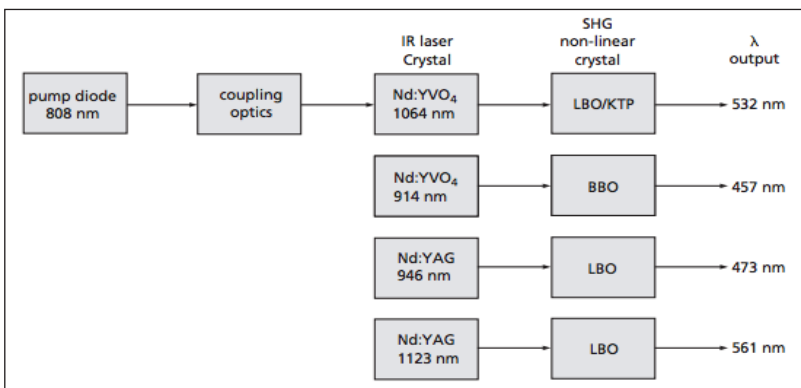 IR laser
Crystal
SHG
non-linear
crystal
λ
output
pump diode
808 nm
coupling
optics
Nd:YVO₄
1064 nm
LBO/KTP
532 nm
Nd:YVO₄
914 nm
BBO
457 nm
Nd:YAG
946 nm
LBO
473 nm
Nd:YAG
1123 nm
LBO
561 nm